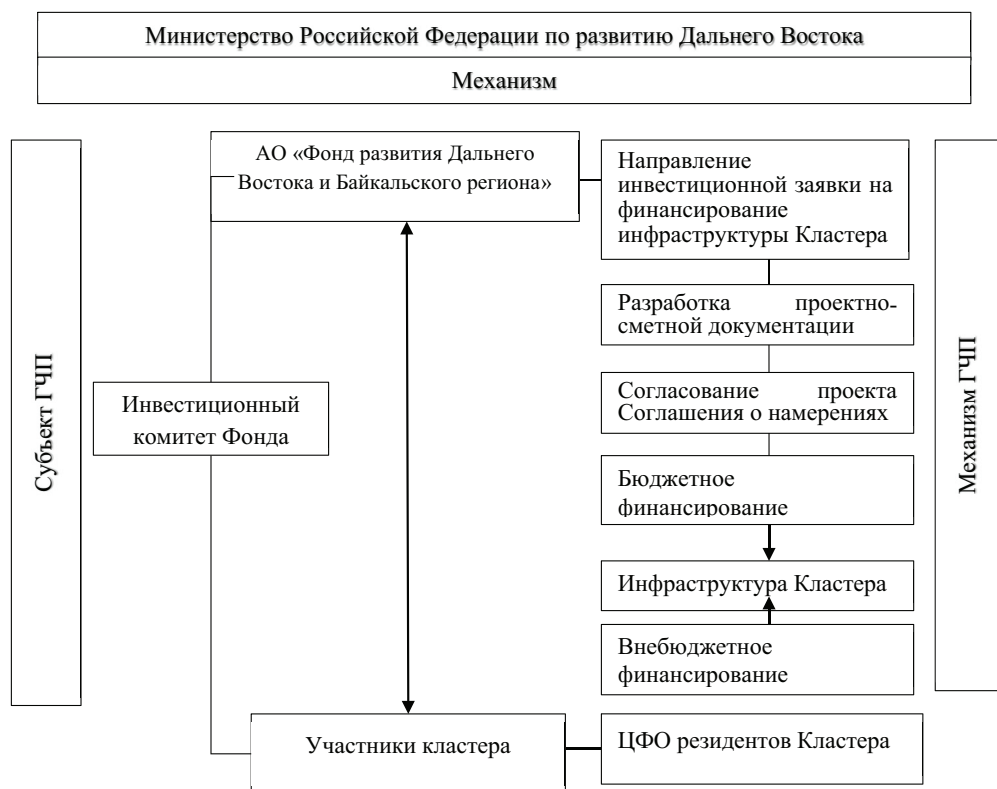 Министерство Российской Федерации по развитию Дальнего Востока
Механизм
Субъект ГЧП
АО «Фонд развития Дальнего
Востока и Байкальского региона»
Инвестиционный
комитет Фонда
Участники кластера
Направление
инвестиционной заявки на
финансирование
инфраструктуры Кластера
Разработка проектно-
сметной документации
Согласование проекта
Соглашения о намерениях
Бюджетное
финансирование
Инфраструктура Кластера
Внебюджетное
финансирование
ЦФО резидентов Кластера
Механизм ГЧП